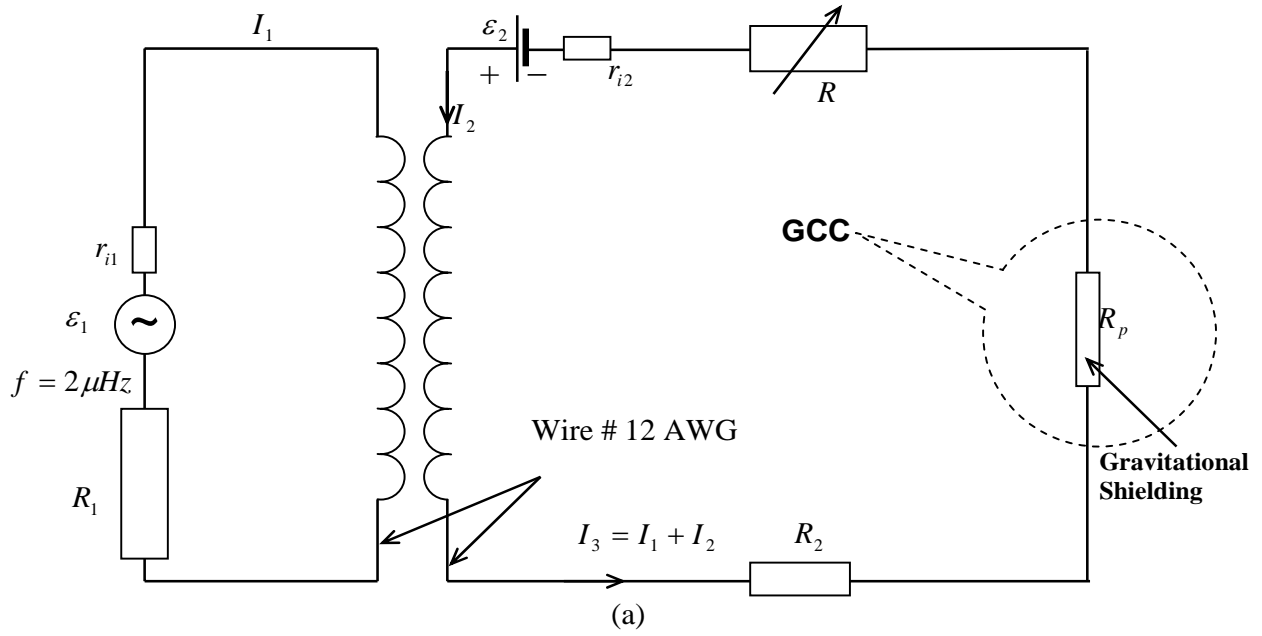 I₁
ε₂
+ −
rᵢ₂
R
I₂
GCC
rᵢ₁
ε₁
~
Rₚ
f = 2μHz
Wire # 12 AWG
Gravitational
Shielding
R₁
I₃ = I₁ + I₂
R₂
(a)